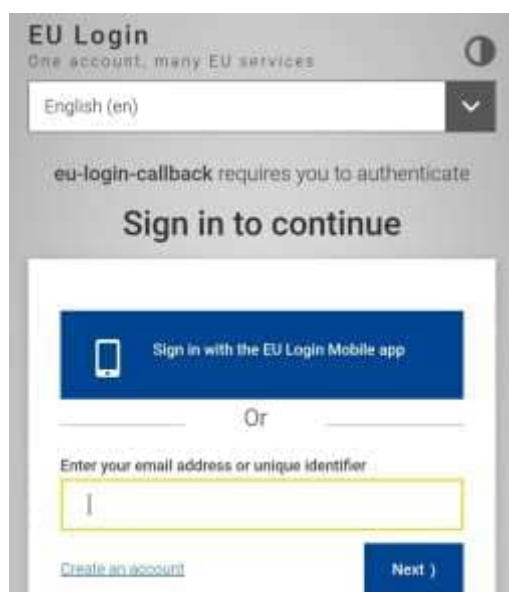 EU Login
One account, many EU services
English (en)
eu-login-callback requires you to authenticate
Sign in to continue
Sign in with the EU Login Mobile app
Or
Enter your email address or unique identifier
Create an account
Next ⟩